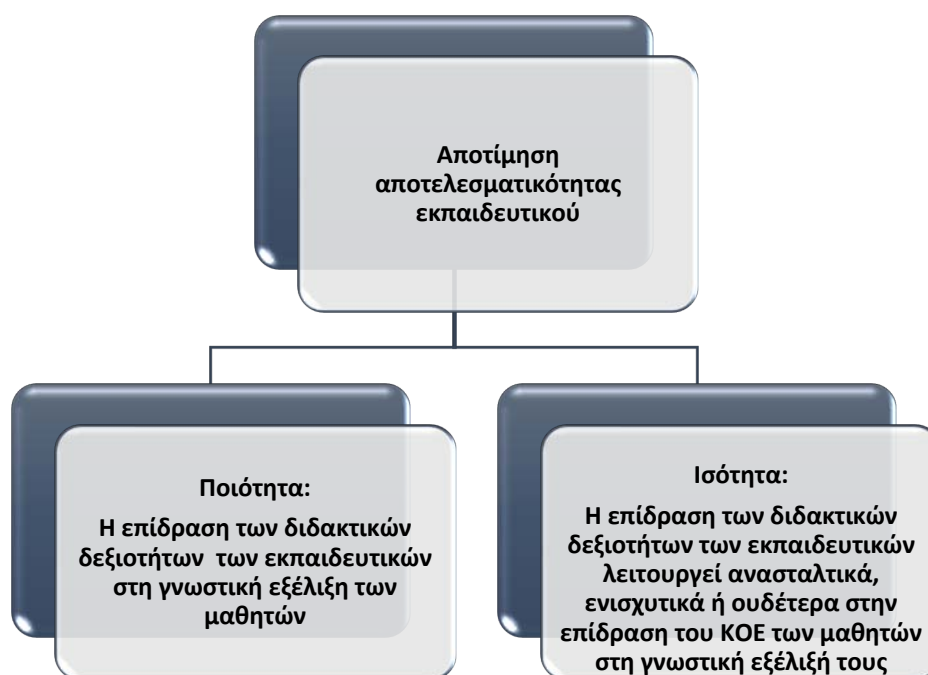 Αποτίμηση
αποτελεσματικότητας
εκπαιδευτικού
Ποιότητα:
Η επίδραση των διδακτικών
δεξιοτήτων των εκπαιδευτικών
στη γνωστική εξέλιξη των
μαθητών
Ισότητα:
Η επίδραση των διδακτικών
δεξιοτήτων των εκπαιδευτικών
λειτουργεί ανασταλτικά,
ενισχυτικά ή ουδέτερα στην
επίδραση του ΚΟΕ των μαθητών
στη γνωστική εξέλιξή τους